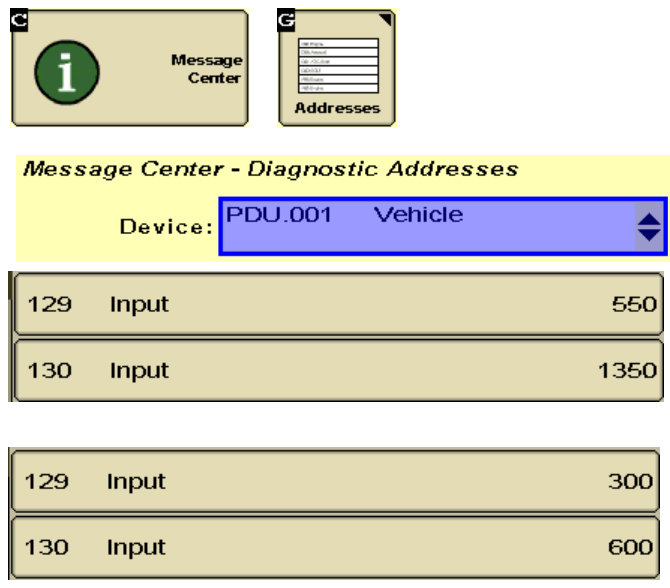 C
Message
Center
G
Addresses
Message Center - Diagnostic Addresses
Device: PDU.001 Vehicle
129 Input 550
130 Input 1350
129 Input 300
130 Input 600